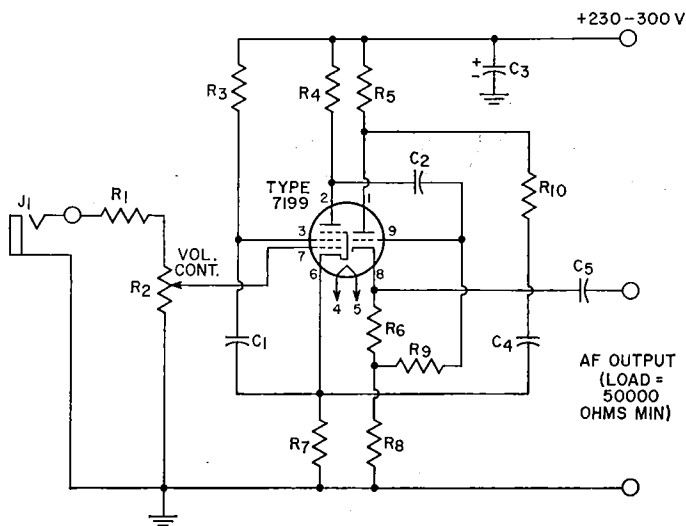 +230-300 V
C3
+
-
R3
R4
R5
C2
TYPE
7199
2
1
R10
J1
R1
3
9
7
VOL.
CONT.
6
8
C5
R2
4
5
C1
R6
R9
C4
AF OUTPUT
(LOAD =
50000
OHMS MIN)
R7
R8